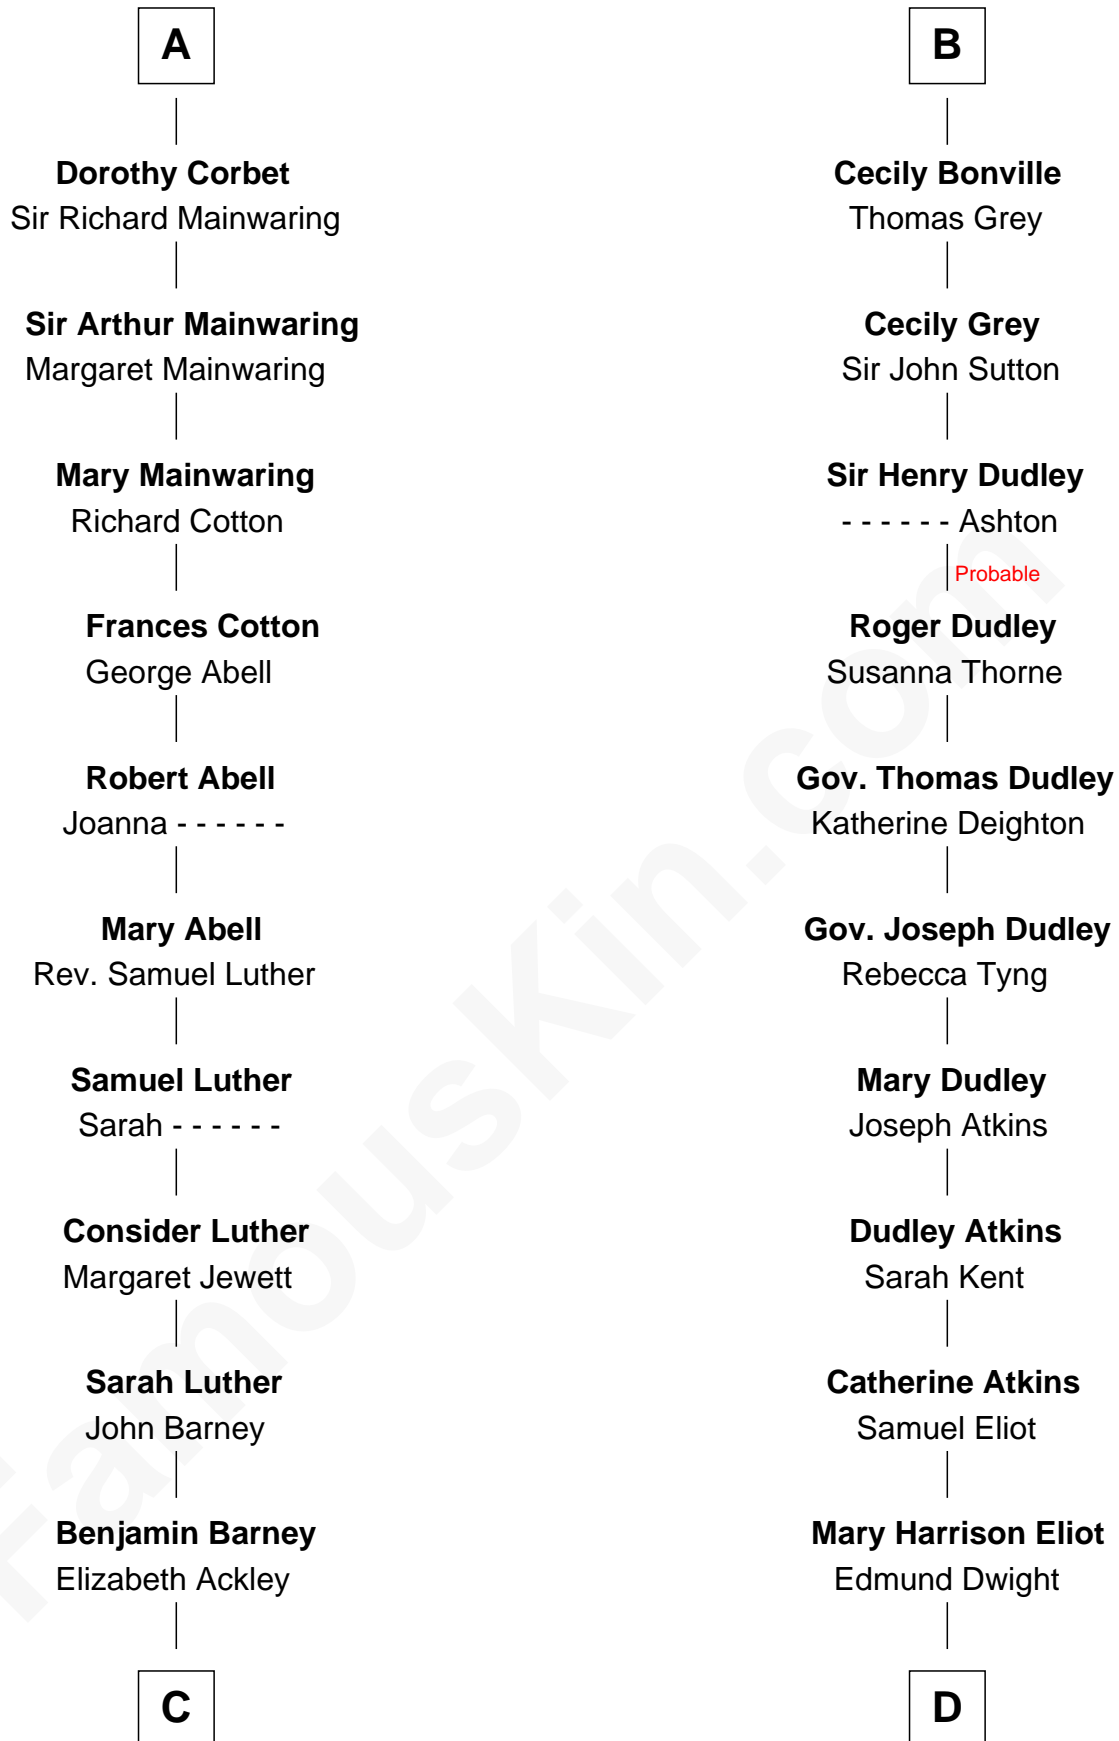 A
Dorothy Corbet
Sir Richard Mainwaring
Sir Arthur Mainwaring
Margaret Mainwaring
Mary Mainwaring
Richard Cotton
Frances Cotton
George Abell
Robert Abell
Joanna - - - - - -
Mary Abell
Rev. Samuel Luther
Samuel Luther
Sarah - - - - - -
Consider Luther
Margaret Jewett
Sarah Luther
John Barney
Benjamin Barney
Elizabeth Ackley
C
B
Cecily Bonville
Thomas Grey
Cecily Grey
Sir John Sutton
Sir Henry Dudley
- - - - - - Ashton
Probable
Roger Dudley
Susanna Thorne
Gov. Thomas Dudley
Katherine Deighton
Gov. Joseph Dudley
Rebecca Tyng
Mary Dudley
Joseph Atkins
Dudley Atkins
Sarah Kent
Catherine Atkins
Samuel Eliot
Mary Harrison Eliot
Edmund Dwight
D
FamousKin.com